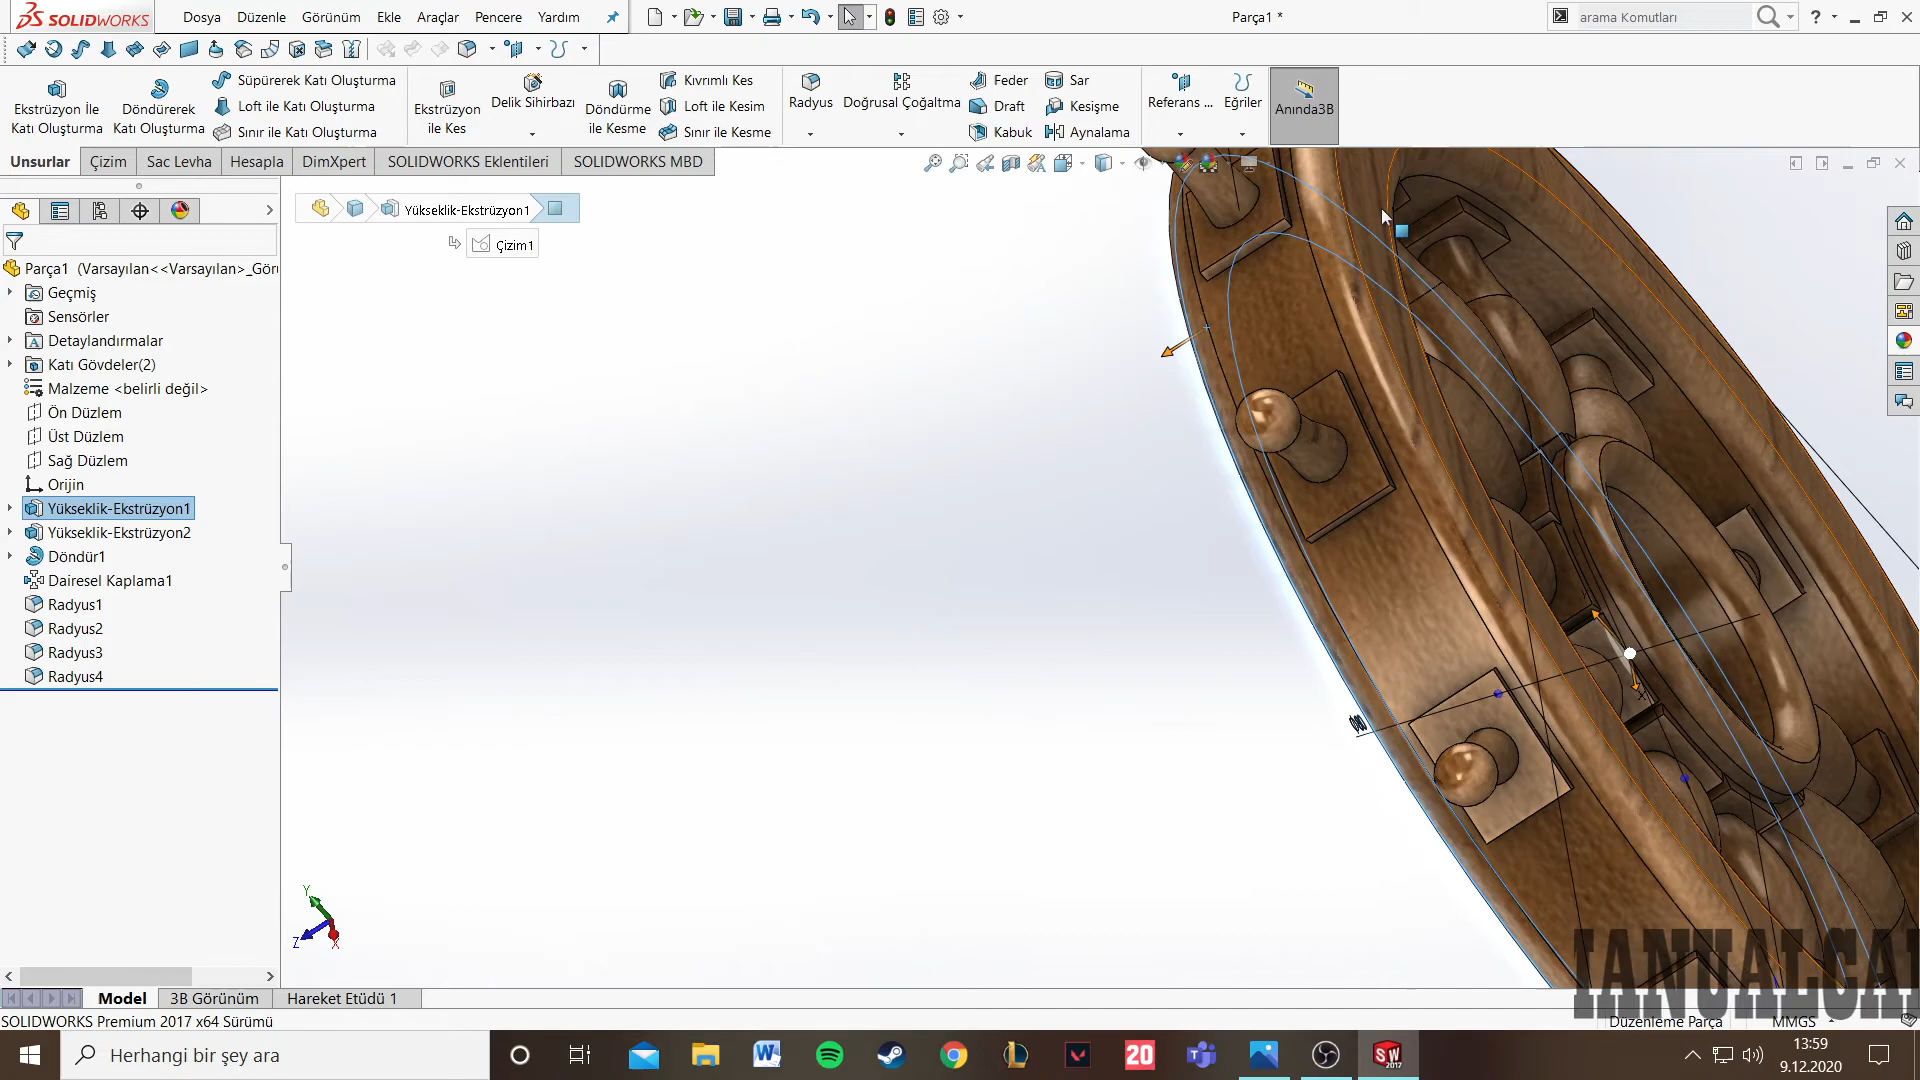 SOLIDWORKS
Dosya Düzenle Görünüm Ekle Araçlar Pencere Yardım
Parça1 *
arama Komutları
Ekstrüzyon İle Katı Oluşturma
Döndürerek Katı Oluşturma
Süpürerek Katı Oluşturma
Loft ile Katı Oluşturma
Sınır ile Katı Oluşturma
Ekstrüzyon ile Kes
Delik Sihirbazı
Döndürme ile Kesme
Kıvrımlı Kes
Loft ile Kesim
Sınır ile Kesme
Radyus
Doğrusal Çoğaltma
Feder
Draft
Kabuk
Sar
Kesişme
Aynalama
Referans ...
Eğriler
Anında3B
Unsurlar Çizim Sac Levha Hesapla DimXpert SOLIDWORKS Eklentileri SOLIDWORKS MBD
Yükseklik-Ekstrüzyon1
Çizim1
Parça1 (Varsayılan<<Varsayılan>_Görü
Geçmiş
Sensörler
Detaylandırmalar
Katı Gövdeler(2)
Malzeme <belirli değil>
Ön Düzlem
Üst Düzlem
Sağ Düzlem
Orijin
Yükseklik-Ekstrüzyon1
Yükseklik-Ekstrüzyon2
Döndür1
Dairesel Kaplama1
Radyus1
Radyus2
Radyus3
Radyus4
Y
Z
X
IANUALCAI
Model 3B Görünüm Hareket Etüdü 1
SOLIDWORKS Premium 2017 x64 Sürümü
Düzenleme Parça MMGS
Herhangi bir şey ara
20
SW
2017
13:59
9.12.2020